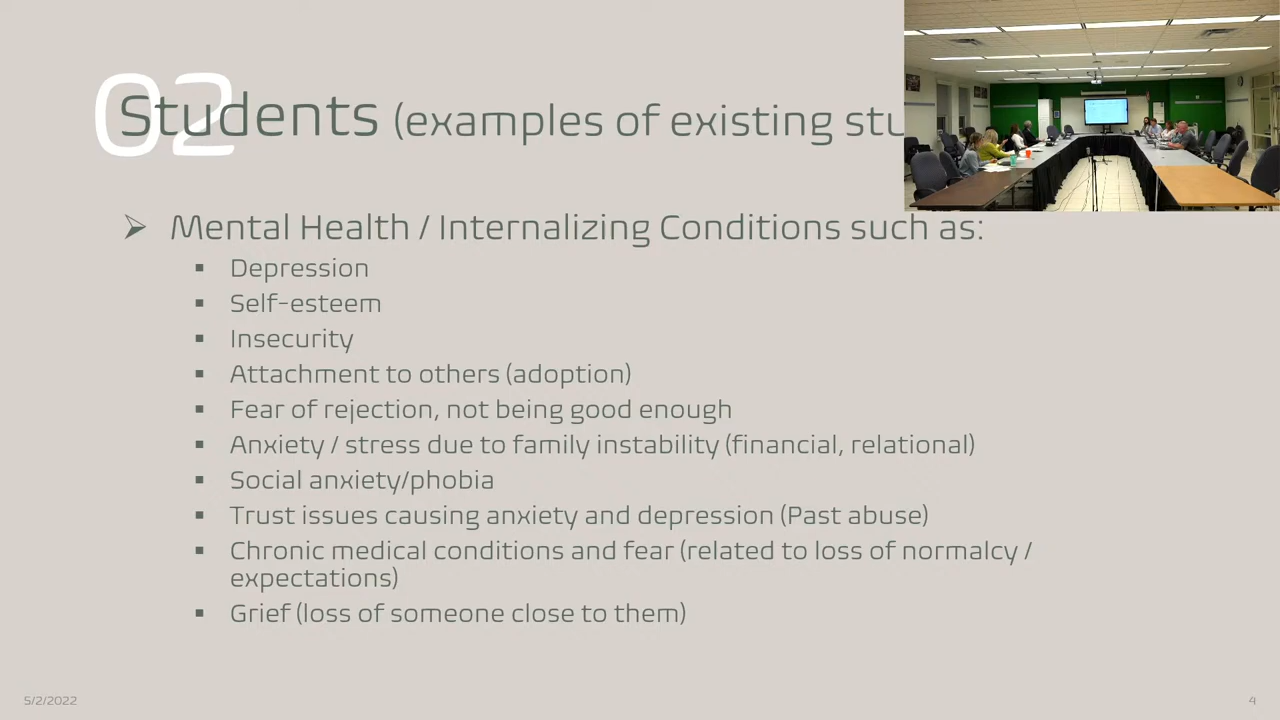 02
Students (examples of existing
Mental Health / Internalizing Conditions such as:
Depression
Self-esteem
Insecurity
Attachment to others (adoption)
Fear of rejection, not being good enough
Anxiety / stress due to family instability (financial, relational)
Social anxiety/phobia
Trust issues causing anxiety and depression (Past abuse)
Chronic medical conditions and fear (related to loss of normalcy /
expectations)
Grief (loss of someone close to them)
5/2/2022
4